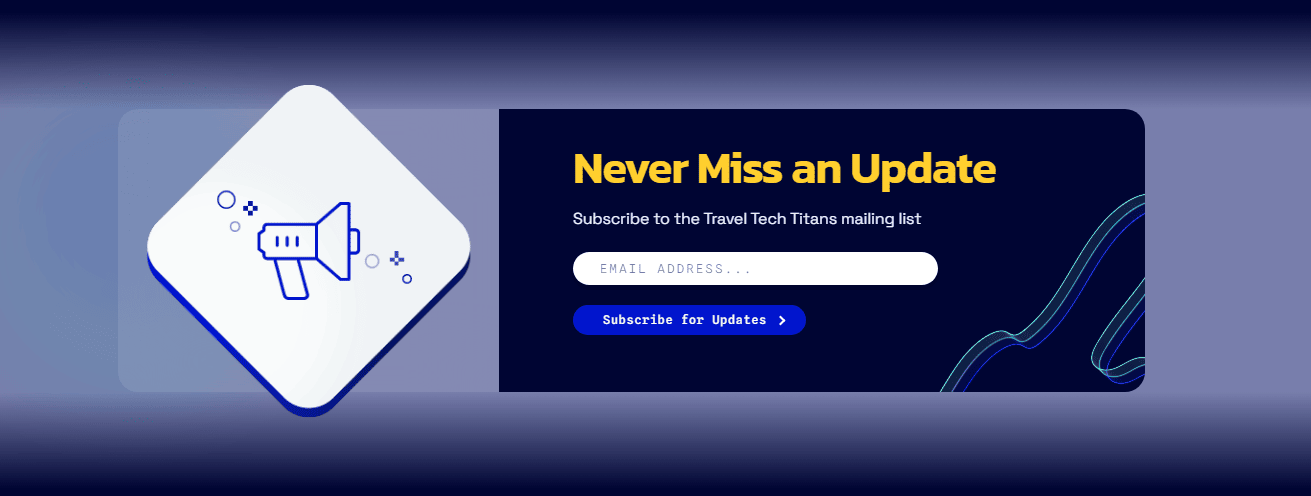 Never Miss an Update
Subscribe to the Travel Tech Titans mailing list
EMAIL ADDRESS...
Subscribe for Updates